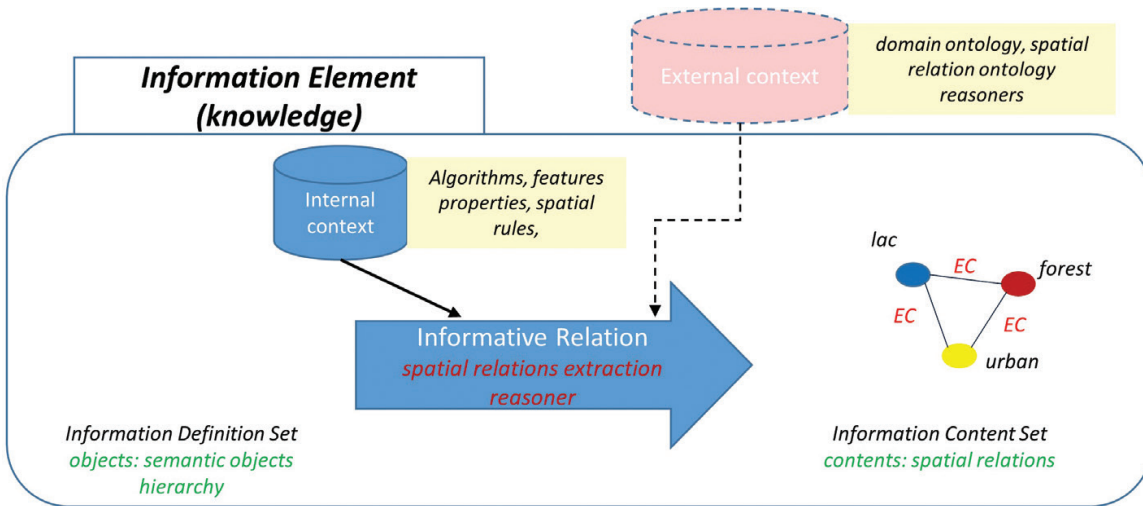 External context
domain ontology, spatial
relation ontology
reasoners
Information Element
(knowledge)
Internal
context
Algorithms, features
properties, spatial
rules,
lac
EC
forest
EC
EC
urban
Informative Relation
spatial relations extraction
reasoner
Information Definition Set
objects: semantic objects
hierarchy
Information Content Set
contents: spatial relations